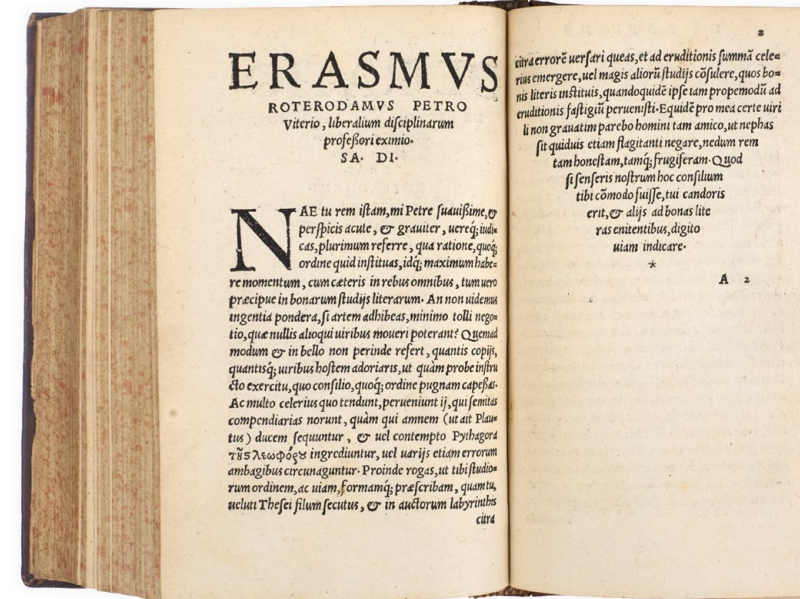 ERASMVS
ROTERODAMVS PETRO
Viterio, liberalium disciplinarum
profeßori eximio.
SA. DI.
NAE tu rem istam, mi Petre suauißime, &
perspicis acute, & grauiter, uereq́; iudi-
cas, plurimum referre, qua ratione, quoq́;
ordine quid instituas, idq́; maximum habe-
re momentum, cum cæteris in rebus omnibus, tum uero
præcipue in bonarum studijs literarum. An non uidemus
ingentia pondera, si artem adhibeas, minimo tolli nego-
tio, quæ nullis alioqui uiribus moueri poterant? Quemad
modum & in bello non perinde refert, quantis copijs,
quantisq́; uiribus hostem adoriaris, ut quàm probe instru
cto exercitu, quo consilio, quoq́; ordine pugnam capeßas.
Ac multo celerius quo tendunt, perueniunt ij, qui semitas
compendiarias norunt, quàm qui amnem (ut ait Plau-
tus) ducem sequuntur, & uel contempto Pythagora
τῆς λεωφόρου ingrediuntur, uel uarijs etiam errorum
ambagibus circunaguntur. Proinde rogas, ut tibi studio-
rum ordinem, ac uiam, formamq́; præscribam, quam tu,
ueluti Thesei filum secutus, & in auctorum labyrinthis
citra
2
citra errorē uersari queas, et ad eruditionis summā cele-
rius emergere, uel magis aliorū studijs cōsulere, quos bo-
nis literis instituis, quandoquidē ipse iam propemodū ad
eruditionis fastigiū peruenisti. Equidē pro mea certe uiri
li non grauatim parebo homini tam amico, ut nephas
sit quiduis etiam flagitanti negare, nedum rem
tam honestam, tamq́; frugiferam. Quod
si senseris nostrum hoc consilium
tibi cōmodo fuisse, tui candoris
erit, & alijs ad bonas lite
ras enitentibus, digito
uiam indicare.
*
A 2